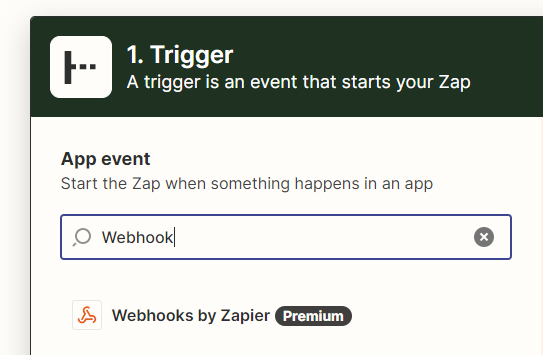 1. Trigger
A trigger is an event that starts your Zap
App event
Start the Zap when something happens in an app
Webhook
Webhooks by Zapier Premium